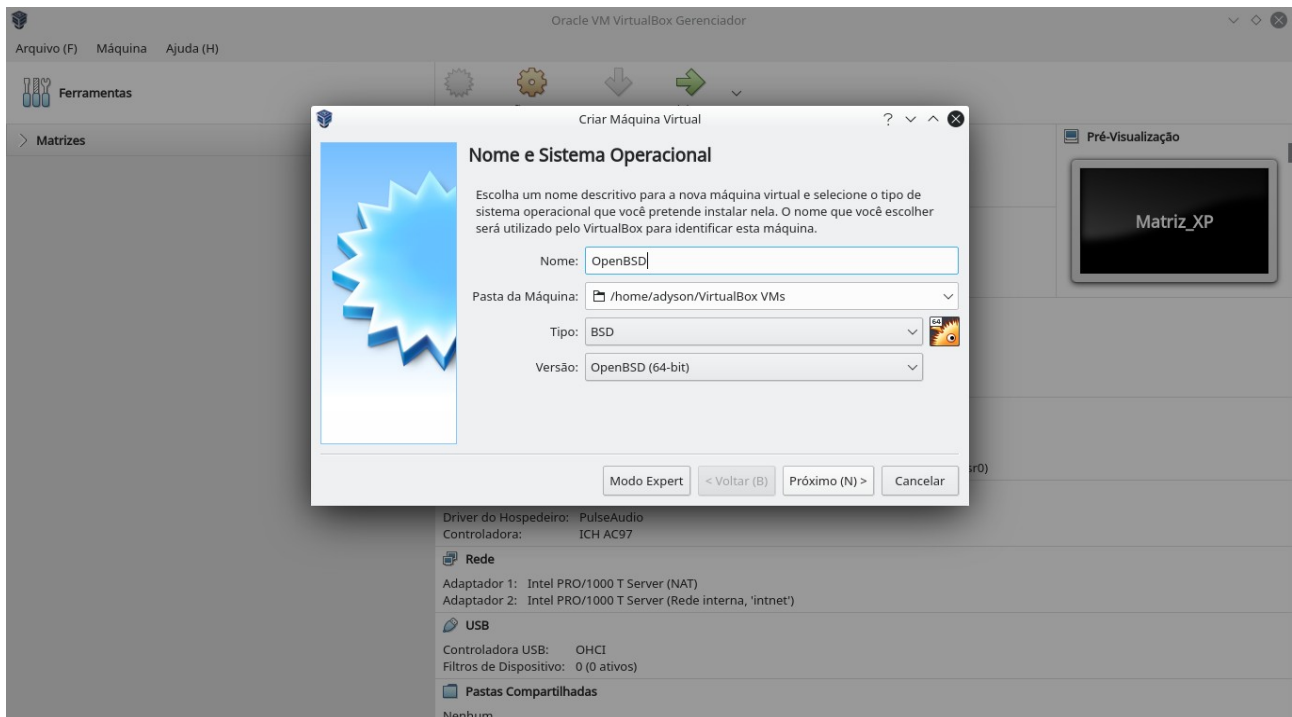 Oracle VM VirtualBox Gerenciador
Arquivo (F) Máquina Ajuda (H)
Ferramentas
Matrizes
Criar Máquina Virtual
Nome e Sistema Operacional
Escolha um nome descritivo para a nova máquina virtual e selecione o tipo de
sistema operacional que você pretende instalar nela. O nome que você escolher
será utilizado pelo VirtualBox para identificar esta máquina.
Nome: OpenBSD
Pasta da Máquina: /home/adyson/VirtualBox VMs
Tipo: BSD
64
Versão: OpenBSD (64-bit)
Modo Expert < Voltar (B) Próximo (N) > Cancelar
Pré-Visualização
Matriz_XP
sr0)
Driver do Hospedeiro: PulseAudio
Controladora: ICH AC97
Rede
Adaptador 1: Intel PRO/1000 T Server (NAT)
Adaptador 2: Intel PRO/1000 T Server (Rede interna, 'intnet')
USB
Controladora USB: OHCI
Filtros de Dispositivo: 0 (0 ativos)
Pastas Compartilhadas
Nenhum